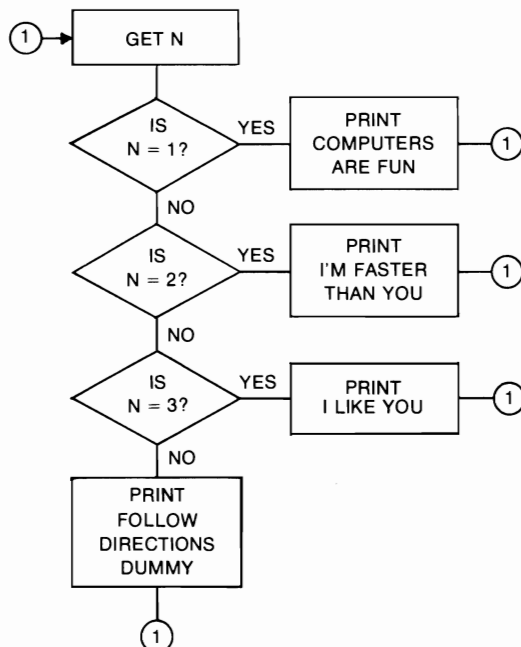 1
GET N
IS
N = 1?
YES
PRINT
COMPUTERS
ARE FUN
1
NO
IS
N = 2?
YES
PRINT
I'M FASTER
THAN YOU
1
NO
IS
N = 3?
YES
PRINT
I LIKE YOU
1
NO
PRINT
FOLLOW
DIRECTIONS
DUMMY
1